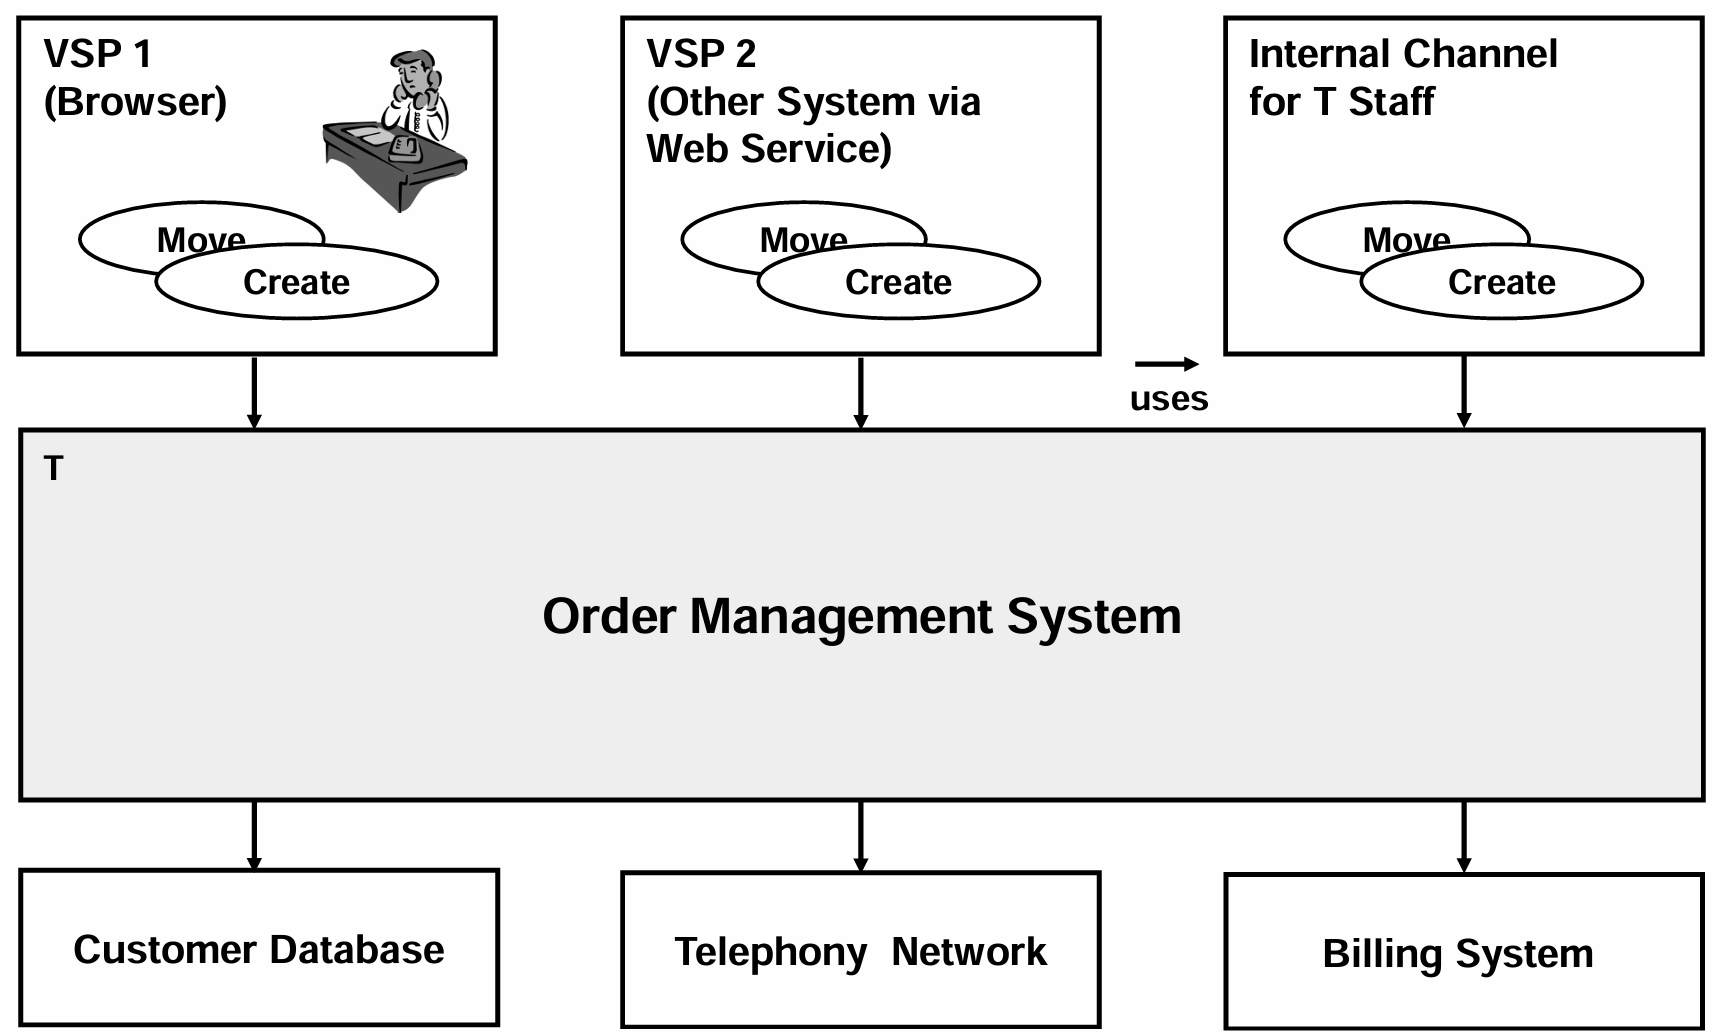 VSP 1
(Browser)
Move
Create
VSP 2
(Other System via
Web Service)
Move
Create
Internal Channel
for T Staff
Move
Create
uses
T
Order Management System
Customer Database
Telephony Network
Billing System